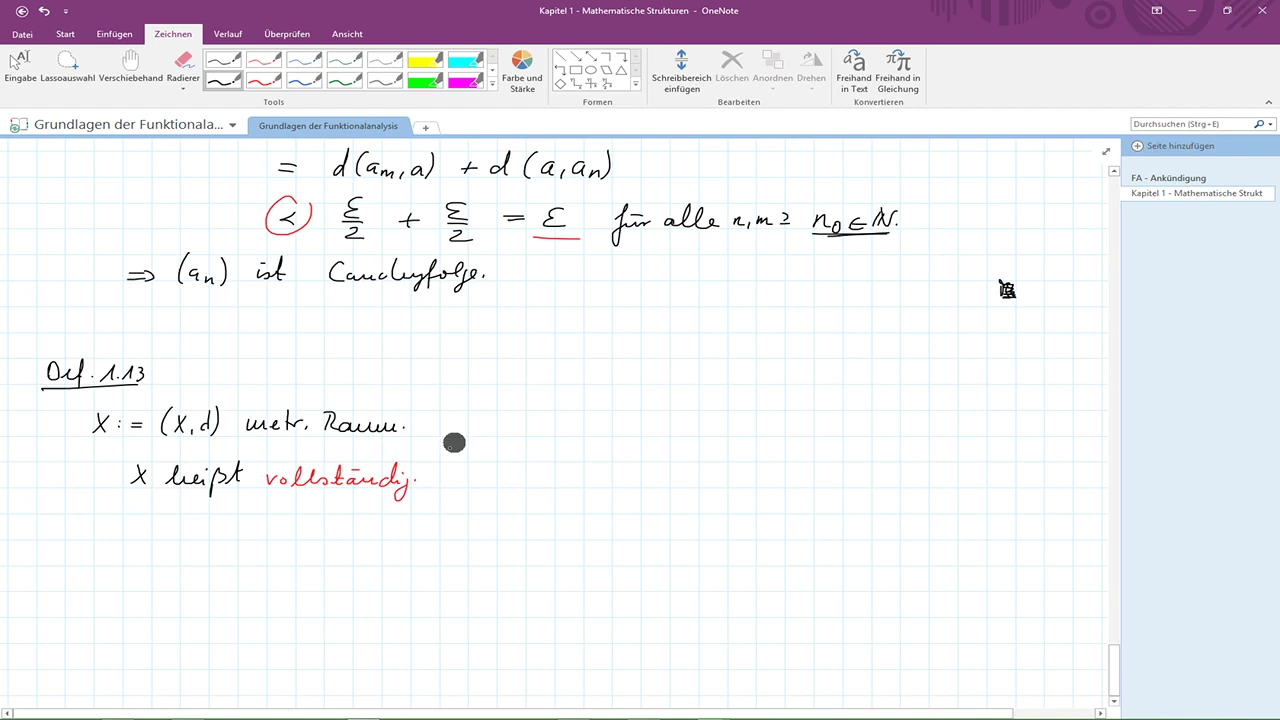 Kapitel 1 - Mathematische Strukturen - OneNote
Datei Start Einfügen Zeichnen Verlauf Überprüfen Ansicht
Eingabe Lassoauswahl Verschiebehand Radierer Farbe und Stärke Schreibbereich einfügen Löschen Anordnen Drehen Freihand in Text Freihand in Gleichung
Tools Formen Bearbeiten Konvertieren
Grundlagen der Funktionala... Grundlagen der Funktionalanalysis Durchsuchen (Strg+E)
Seite hinzufügen
FA - Ankündigung
Kapitel 1 - Mathematische Strukt
= d(am, a) + d(a, an)
< ε/2 + ε/2 = ε für alle n, m ≥ n0 ∈ ℕ.
⇒ (an) ist Cauchyfolge.
Def. 1.13
X := (X, d) metr. Raum.
X heißt vollständig.